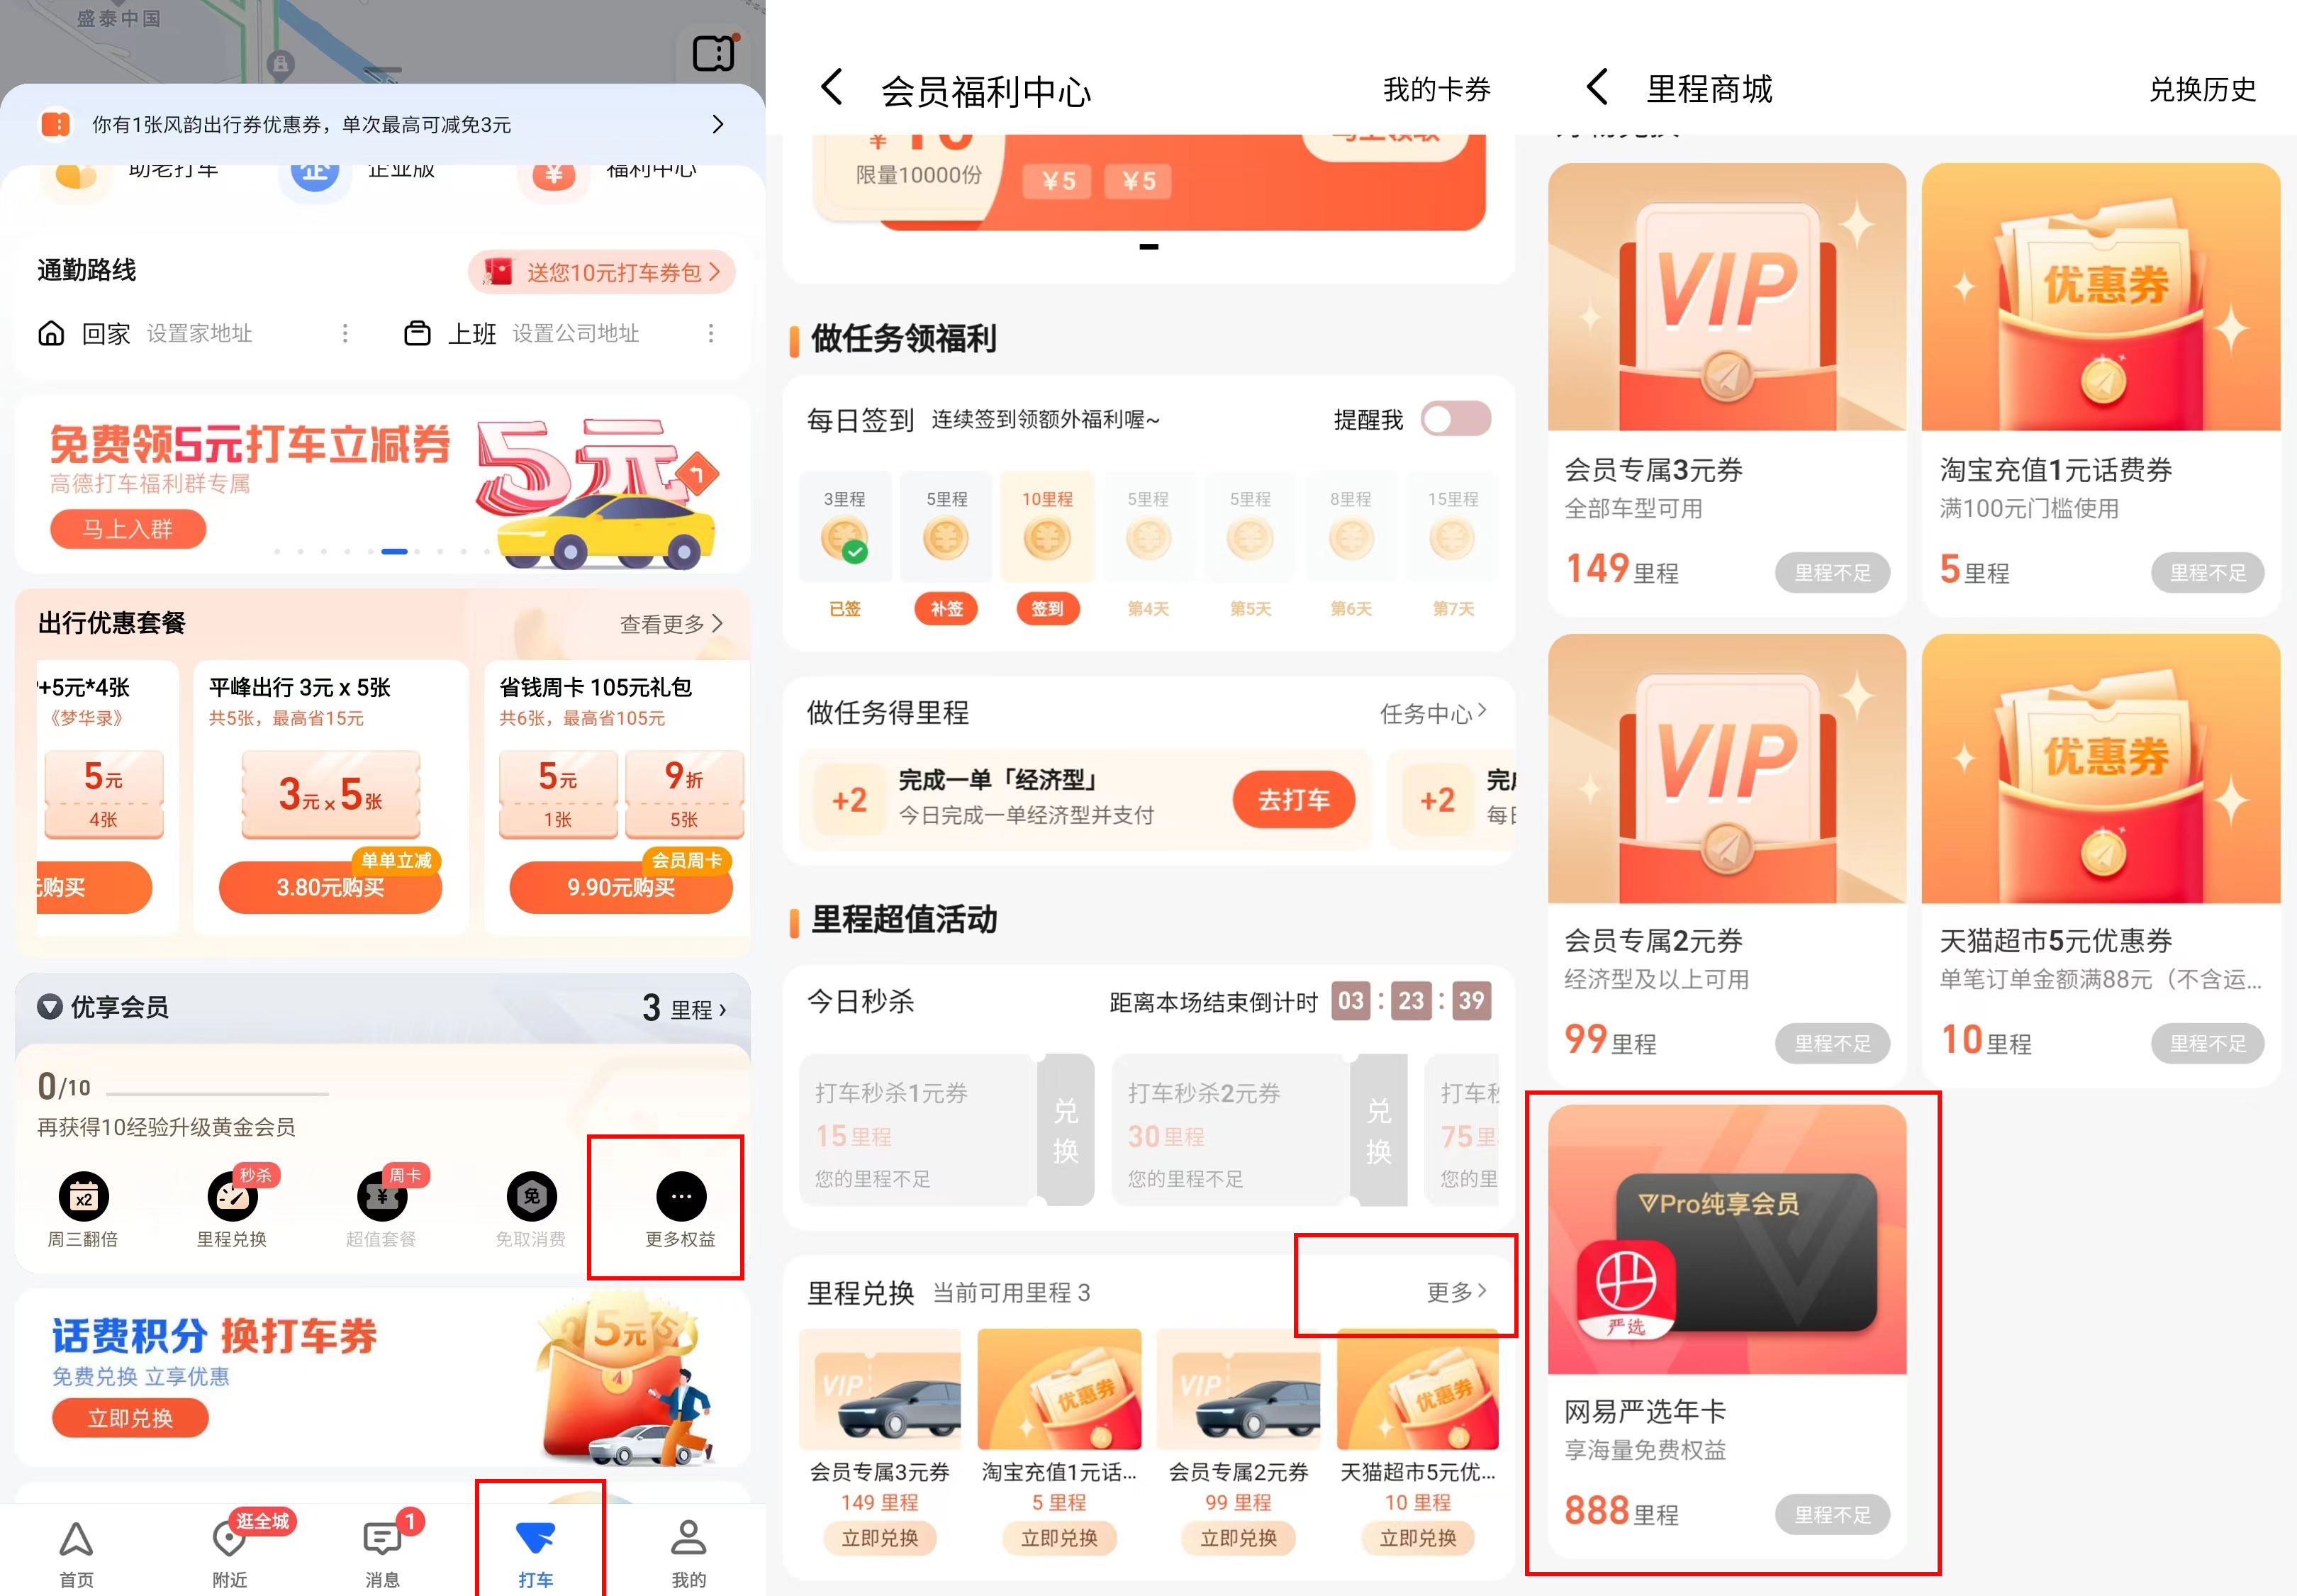 盛泰中国
你有1张风韵出行券优惠券，单次最高可减免3元
助老打车
企
企业版
¥
福利中心
通勤路线
送您10元打车券包
回家 设置家地址
上班 设置公司地址
免费领5元打车立减券
高德打车福利群专属
马上入群
5元
出行优惠套餐
查看更多
+5元*4张
《梦华录》
5元
4张
购买
平峰出行 3元 x 5张
共5张，最高省15元
3元 x 5张
单单立减
3.80元购买
省钱周卡 105元礼包
共6张，最高省105元
5元
1张
9折
5张
会员周卡
9.90元购买
优享会员
3 里程
0/10
再获得10经验升级黄金会员
x2
周三翻倍
秒杀
里程兑换
周卡
¥
超值套餐
免
免取消费
更多权益
话费积分 换打车券
免费兑换 立享优惠
立即兑换
5元
15
首页
逛全城
附近
1
消息
打车
我的
会员福利中心
我的卡券
¥ 10
限量10000份
¥5
¥5
马上领取
做任务领福利
每日签到 连续签到领额外福利喔~
提醒我
3里程
5里程
10里程
5里程
5里程
8里程
15里程
已签
补签
签到
第4天
第5天
第6天
第7天
做任务得里程
任务中心
+2
完成一单「经济型」
今日完成一单经济型并支付
去打车
+2
完
每
里程超值活动
今日秒杀
距离本场结束倒计时 03 : 23 : 39
打车秒杀1元券
15里程
您的里程不足
兑换
打车秒杀2元券
30里程
您的里程不足
兑换
打车秒
75里
您的里
里程兑换 当前可用里程 3
更多
VIP
优惠券
VIP
优惠券
会员专属3元券
149 里程
立即兑换
淘宝充值1元话...
5 里程
立即兑换
会员专属2元券
99 里程
立即兑换
天猫超市5元优...
10 里程
立即兑换
里程商城
兑换历史
VIP
会员专属3元券
全部车型可用
149里程
里程不足
优惠券
淘宝充值1元话费券
满100元门槛使用
5里程
里程不足
VIP
会员专属2元券
经济型及以上可用
99里程
里程不足
优惠券
天猫超市5元优惠券
单笔订单金额满88元（不含运...
10里程
里程不足
Pro纯享会员
严选
网易严选年卡
享海量免费权益
888里程
里程不足